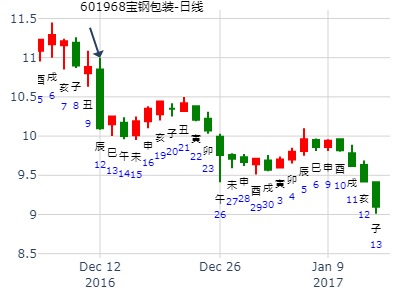 601968宝钢包装-日线
11.5
11
10.5
10
9.5
9
8.5
酉 戌 亥 子 丑 辰 巳 午 未 申 亥 子 丑 寅 卯 午 未 申 酉 戌 寅 卯 辰 巳 申 酉 戌 亥 子
5 6 7 8 9 12 13 14 15 16 19 20 21 22 23 26 27 28 29 30 3 4 5 6 9 10 11 12 13
Dec 12 Dec 26 Jan 9
2016 2017